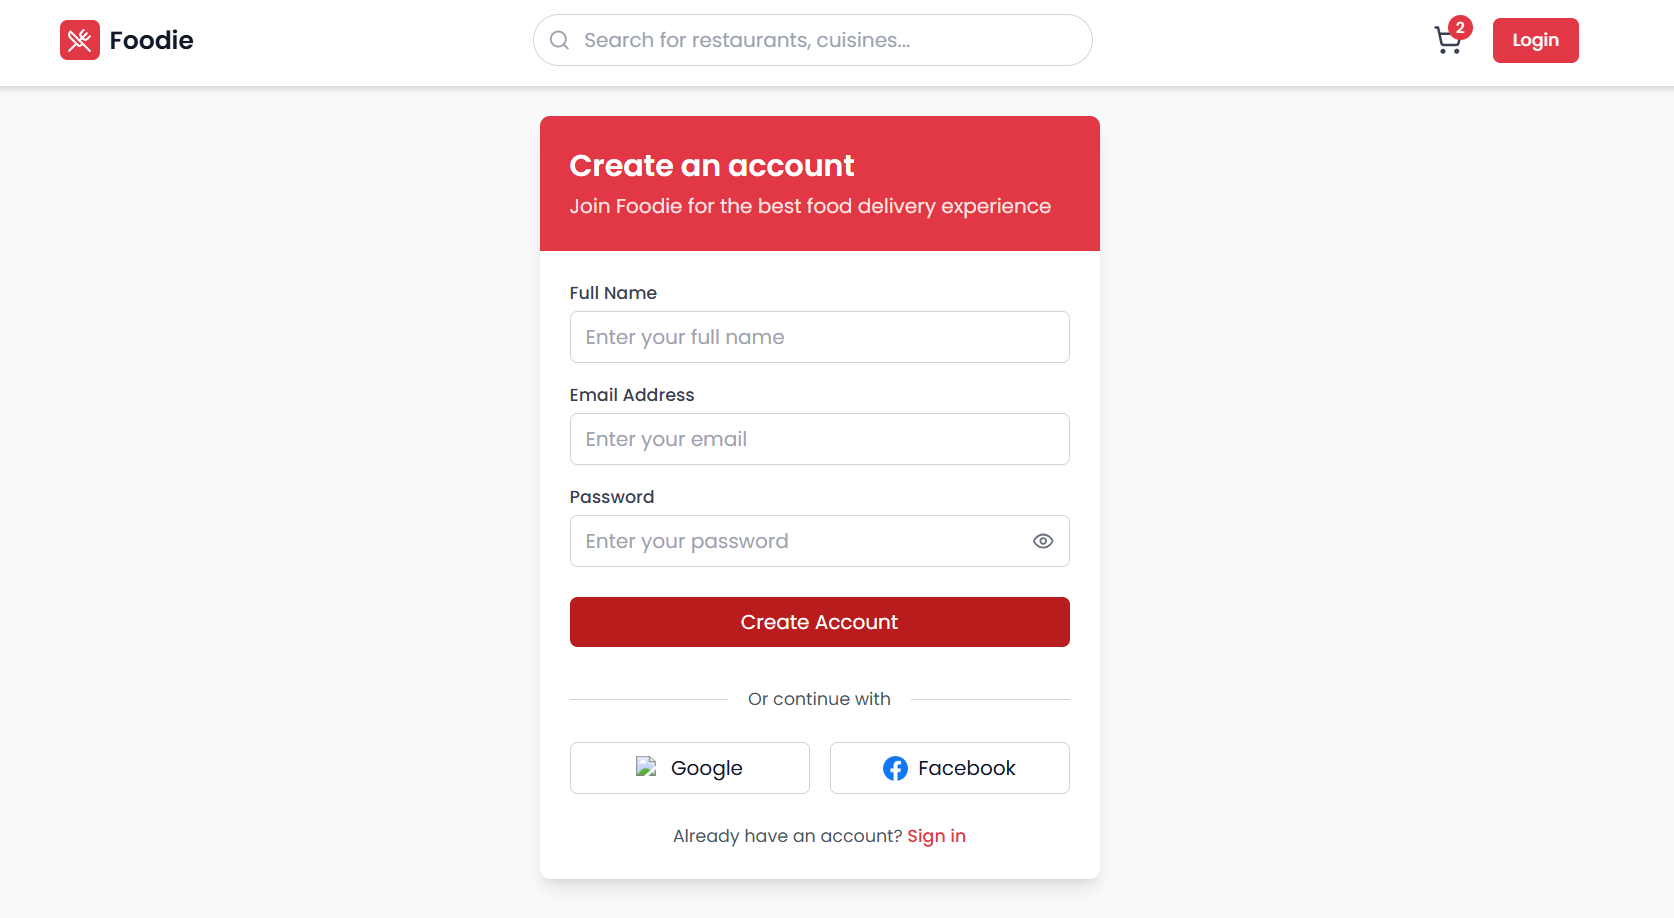 Foodie
Search for restaurants, cuisines...
2
Login
Create an account
Join Foodie for the best food delivery experience
Full Name
Enter your full name
Email Address
Enter your email
Password
Enter your password
Create Account
Or continue with
Google
Facebook
Already have an account? Sign in